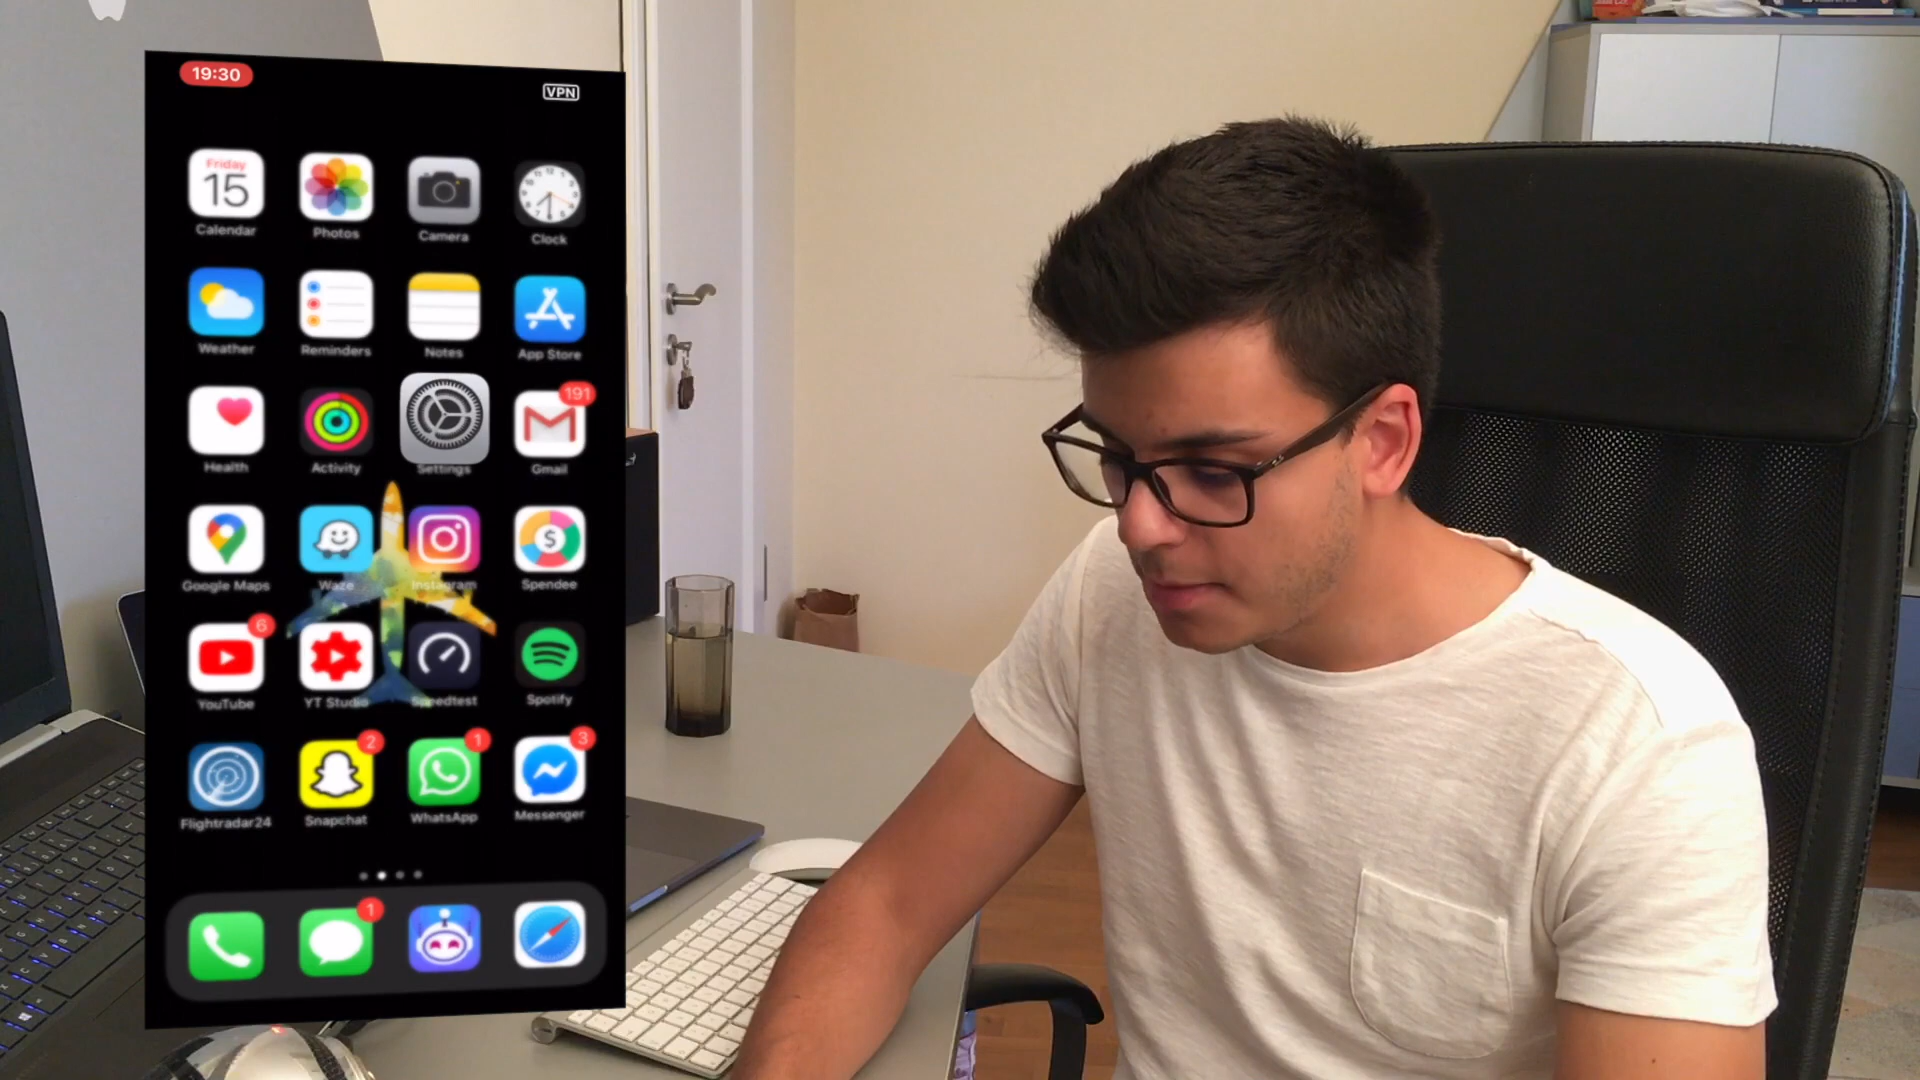 19:30
VPN
Friday
15
Calendar
Photos
Camera
Clock
Weather
Reminders
Notes
App Store
191
Health
Activity
Settings
Gmail
Google Maps
Waze
Instagram
Spendee
6
YouTube
YT Studio
Speedtest
Spotify
2
1
3
Flightradar24
Snapchat
WhatsApp
Messenger
1